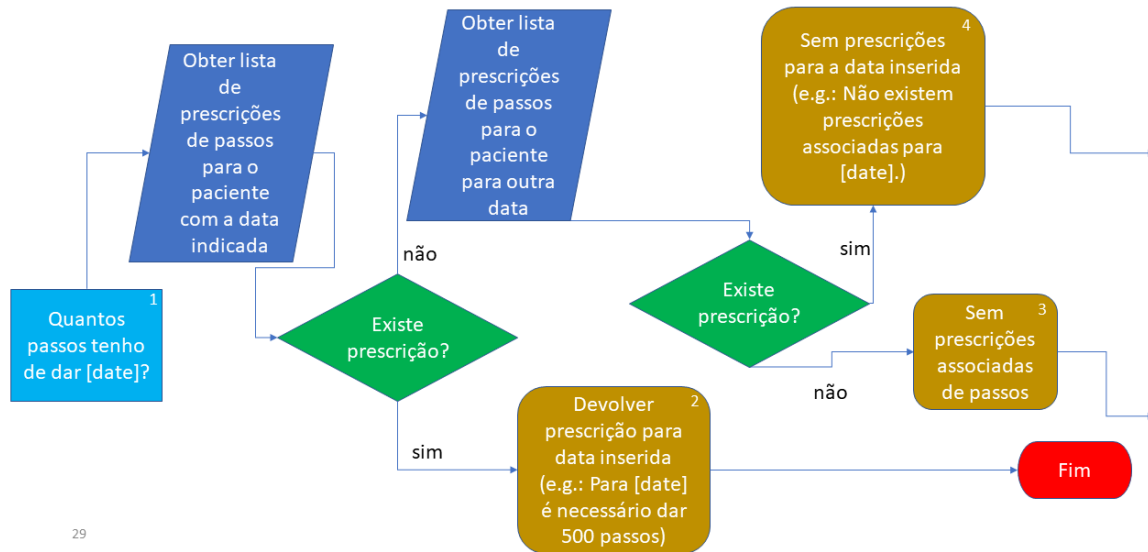 1
Quantos
passos tenho
de dar [date]?
Obter lista
de
prescrições
de passos
para o
paciente
com a data
indicada
Existe
prescrição?
não
sim
Obter lista
de
prescrições
de passos
para o
paciente
para outra
data
Existe
prescrição?
sim
não
4
Sem prescrições
para a data inserida
(e.g.: Não existem
prescrições
associadas para
[date].)
3
Sem
prescrições
associadas
de passos
2
Devolver
prescrição para
data inserida
(e.g.: Para [date]
é necessário dar
500 passos)
Fim
29